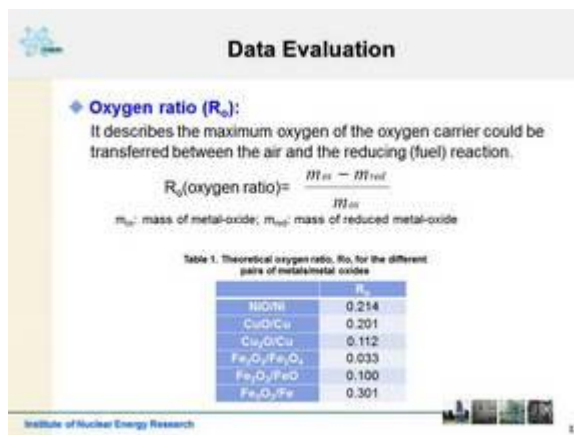 Data Evaluation
Oxygen ratio (Rₒ):
It describes the maximum oxygen of the oxygen carrier could be
transferred between the air and the reducing (fuel) reaction.
Rₒ(oxygen ratio)= (mₒₓ − m_red) / mₒₓ
mₒₓ: mass of metal-oxide; m_red: mass of reduced metal-oxide
Table 1. Theoretical oxygen ratio, Ro, for the different
pairs of metals/metal oxides
Rₒ
NiO/Ni 0.214
CuO/Cu 0.201
Cu₂O/Cu 0.112
Fe₂O₃/Fe₃O₄ 0.033
Fe₂O₃/FeO 0.100
Fe₂O₃/Fe 0.301
Institute of Nuclear Energy Research